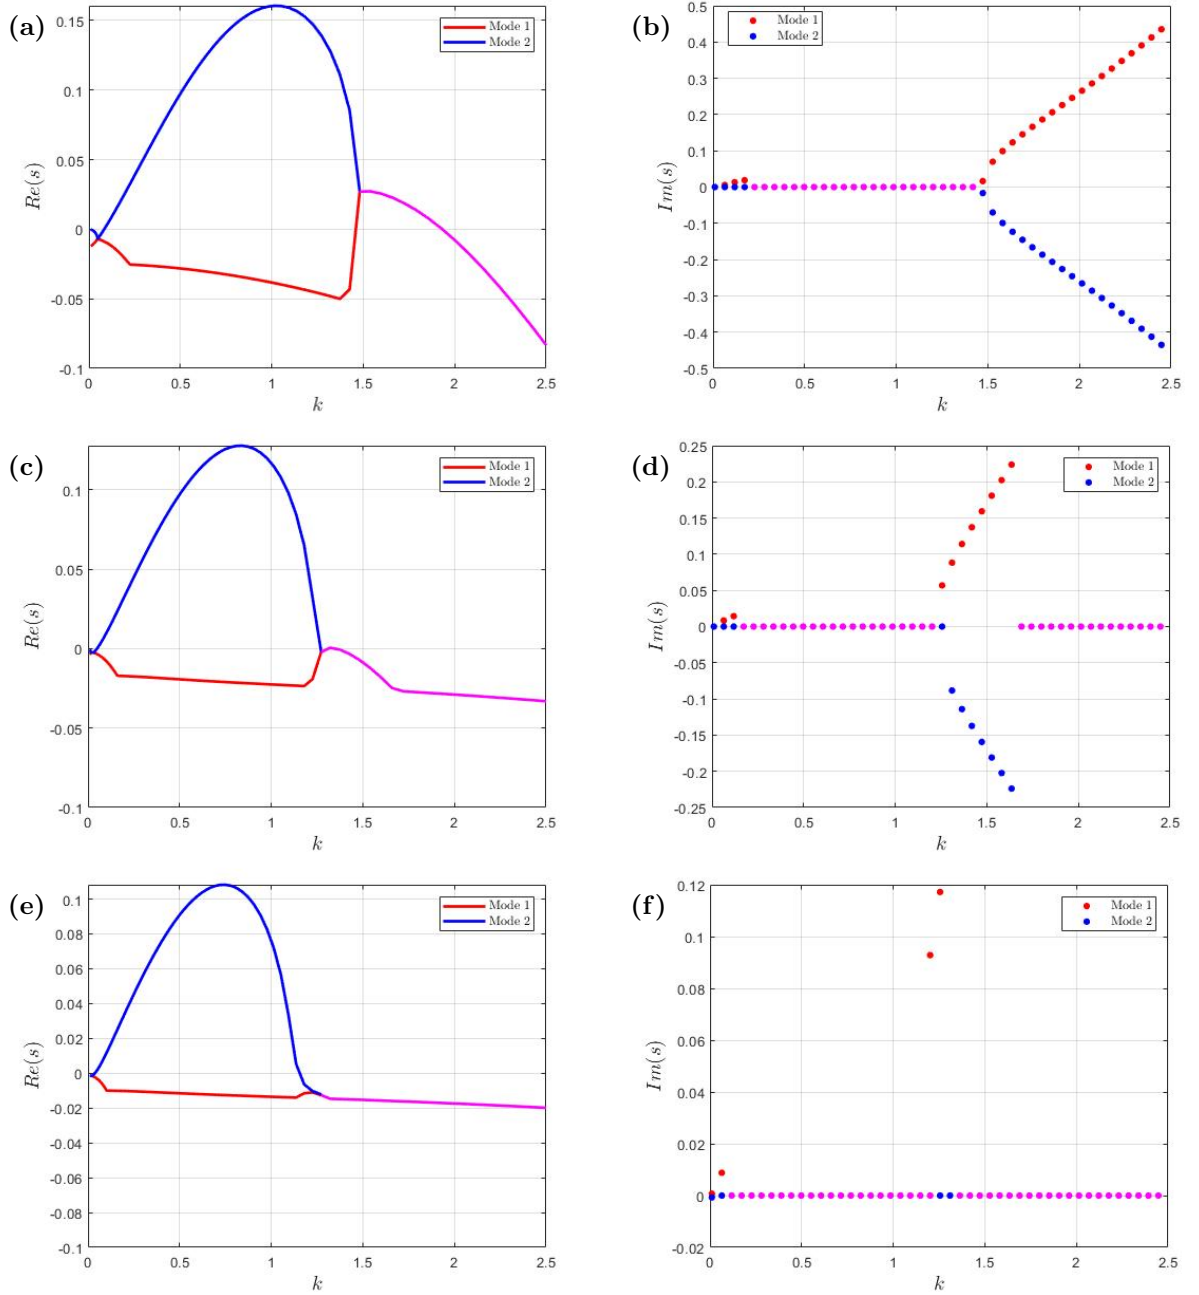 (a)
0.15
0.1
0.05
0
-0.05
-0.1
Re(s)
0 0.5 1 1.5 2 2.5
k
Mode 1
Mode 2
(b)
0.5
0.4
0.3
0.2
0.1
0
-0.1
-0.2
-0.3
-0.4
-0.5
Im(s)
0 0.5 1 1.5 2 2.5
k
Mode 1
Mode 2
(c)
0.1
0.05
0
-0.05
-0.1
Re(s)
0 0.5 1 1.5 2 2.5
k
Mode 1
Mode 2
(d)
0.25
0.2
0.15
0.1
0.05
0
-0.05
-0.1
-0.15
-0.2
-0.25
Im(s)
0 0.5 1 1.5 2 2.5
k
Mode 1
Mode 2
(e)
0.1
0.08
0.06
0.04
0.02
0
-0.02
-0.04
-0.06
-0.08
-0.1
Re(s)
0 0.5 1 1.5 2 2.5
k
Mode 1
Mode 2
(f)
0.12
0.1
0.08
0.06
0.04
0.02
0
-0.02
Im(s)
0 0.5 1 1.5 2 2.5
k
Mode 1
Mode 2